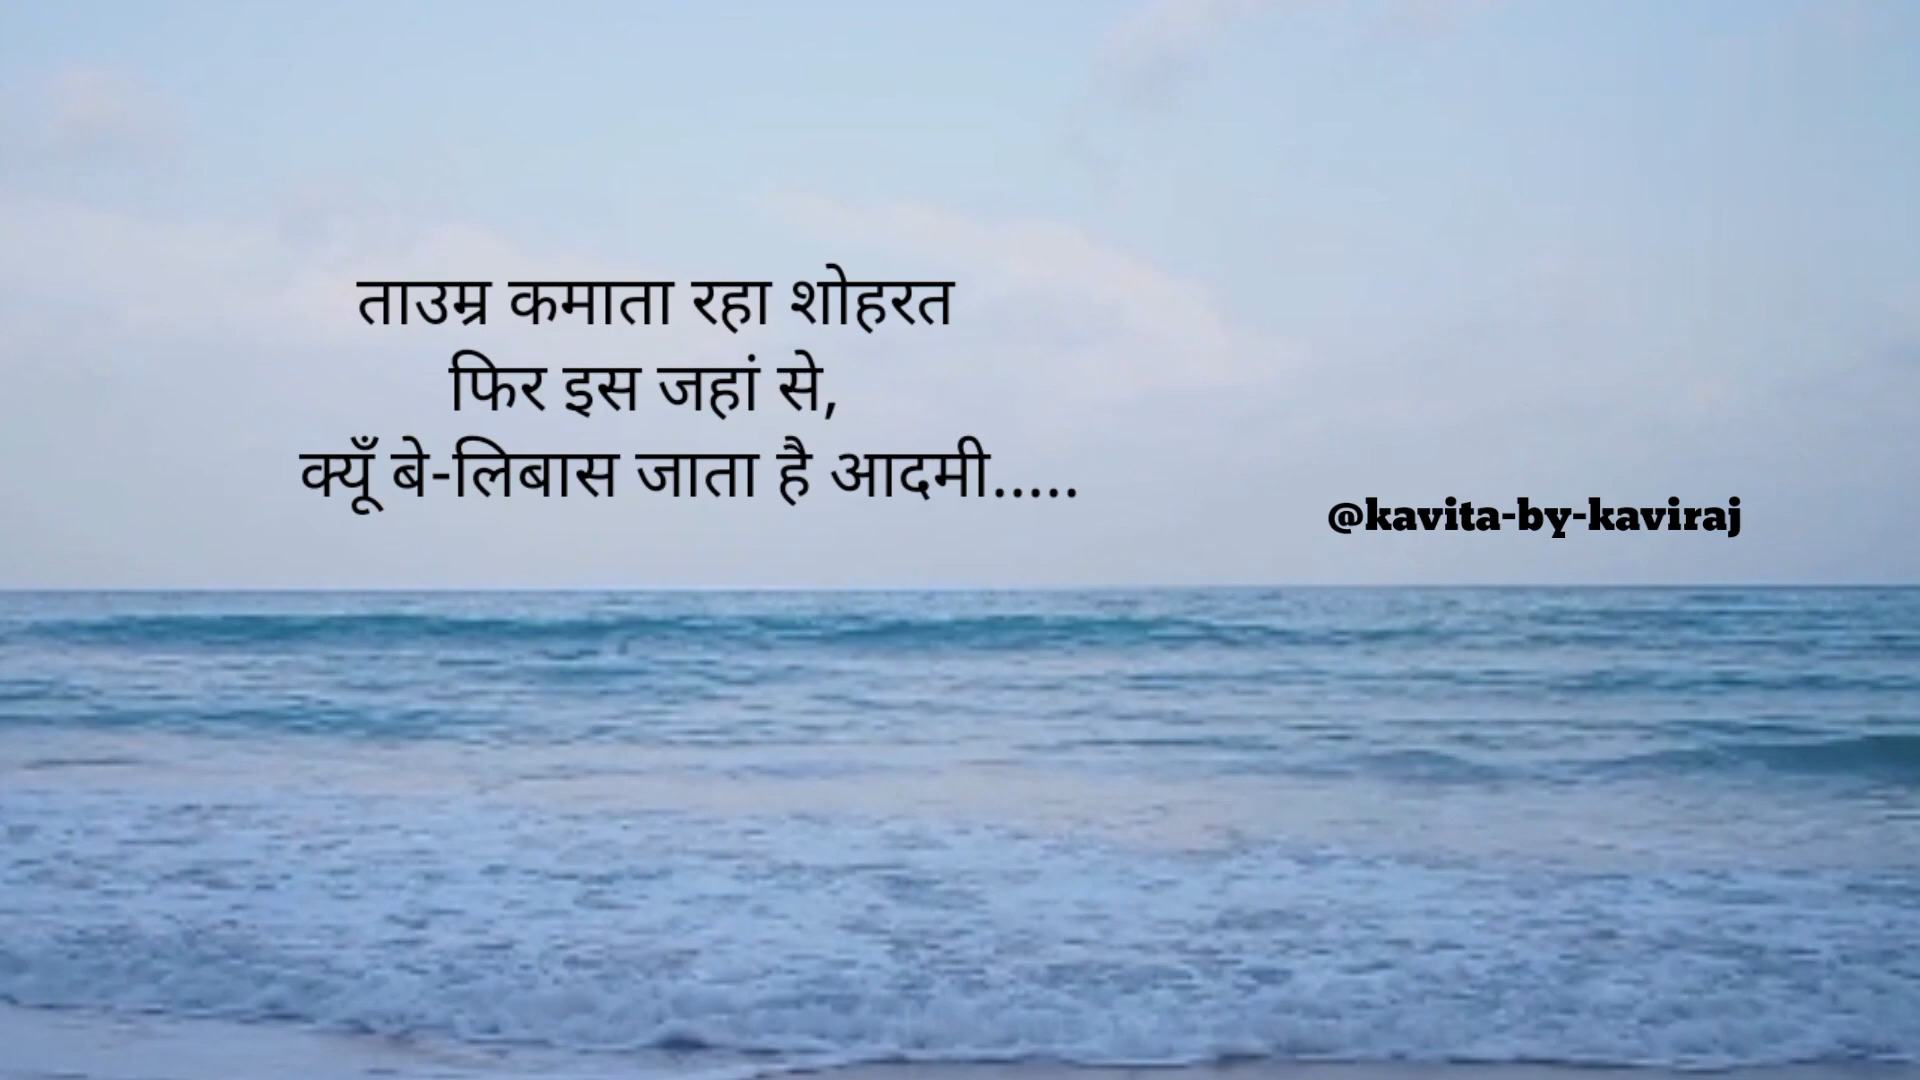 ताउम्र कमाता रहा शोहरत
फिर इस जहां से,
क्यूँ बे-लिबास जाता है आदमी.....
@kavita-by-kaviraj